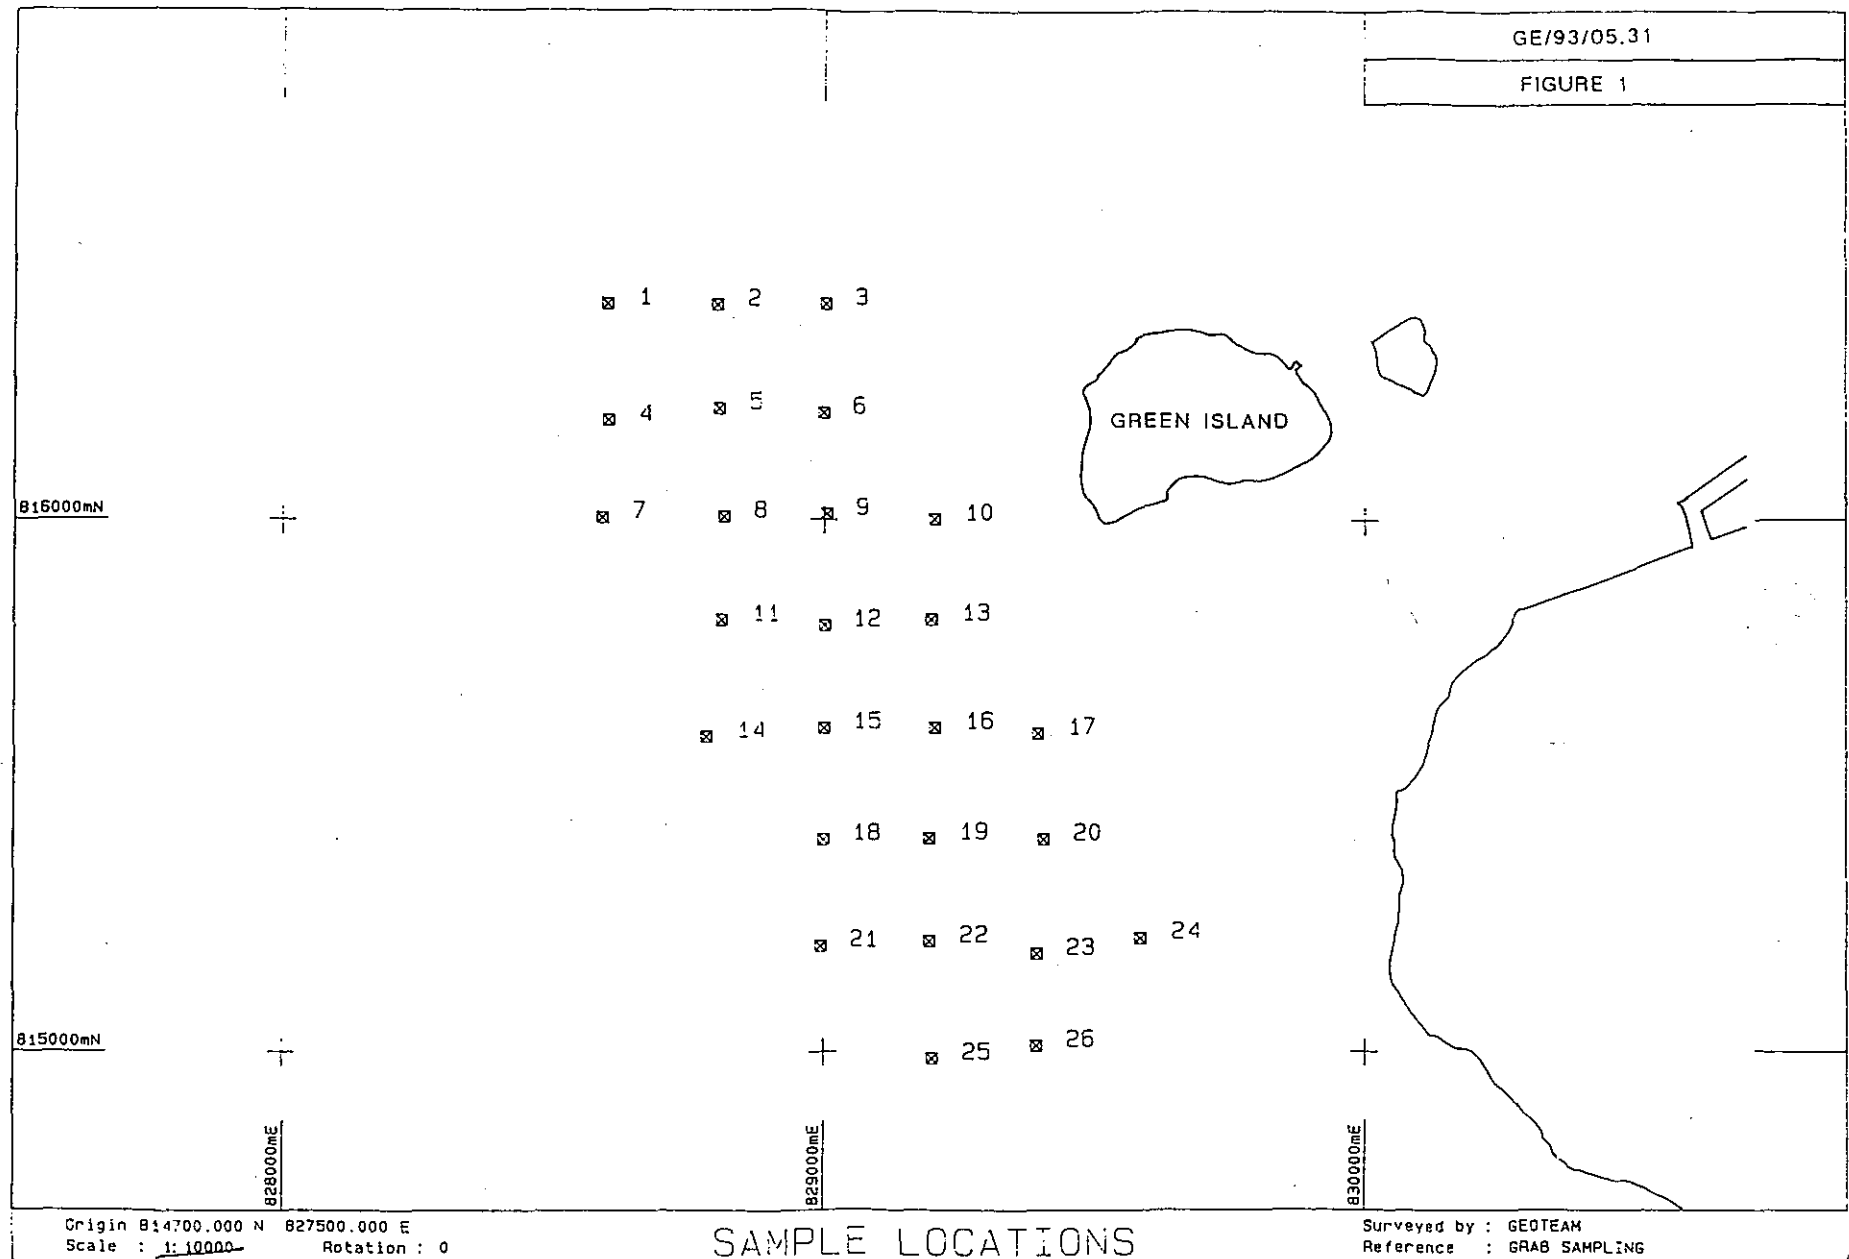 GE/93/05.31
FIGURE 1
1 2 3
4 5 6
GREEN ISLAND
816000mN
7 8 9 10
11 12 13
14 15 16 17
18 19 20
21 22 23 24
815000mN
25 26
828000mE
829000mE
830000mE
Origin 814700.000 N 827500.000 E
Scale : 1:10000 Rotation : 0
SAMPLE LOCATIONS
Surveyed by : GEOTEAM
Reference : GRAB SAMPLING